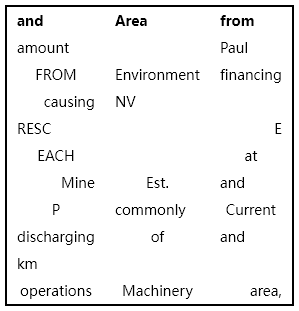 and Area from
amount Paul
FROM Environment financing
causing NV
RESC E
EACH at
Mine Est. and
P commonly Current
discharging of and
km
operations Machinery area,